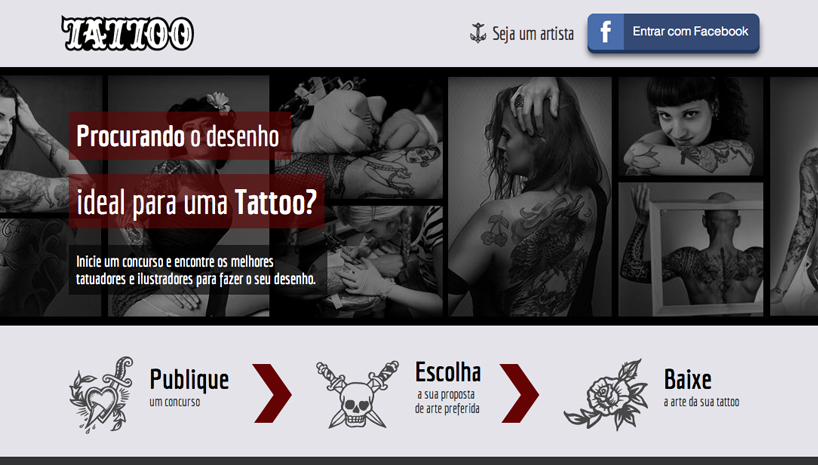 TATTOO
Seja um artista
Entrar com Facebook
Procurando o desenho
ideal para uma Tattoo?
Inicie um concurso e encontre os melhores
tatuadores e ilustradores para fazer o seu desenho.
Publique
um concurso
Escolha
a sua proposta
de arte preferida
Baixe
a arte da sua tattoo